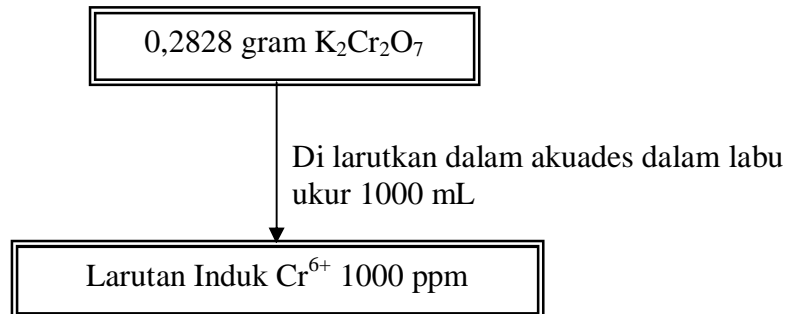 0,2828 gram K₂Cr₂O₇
Di larutkan dalam akuades dalam labu
ukur 1000 mL
Larutan Induk Cr⁶⁺ 1000 ppm